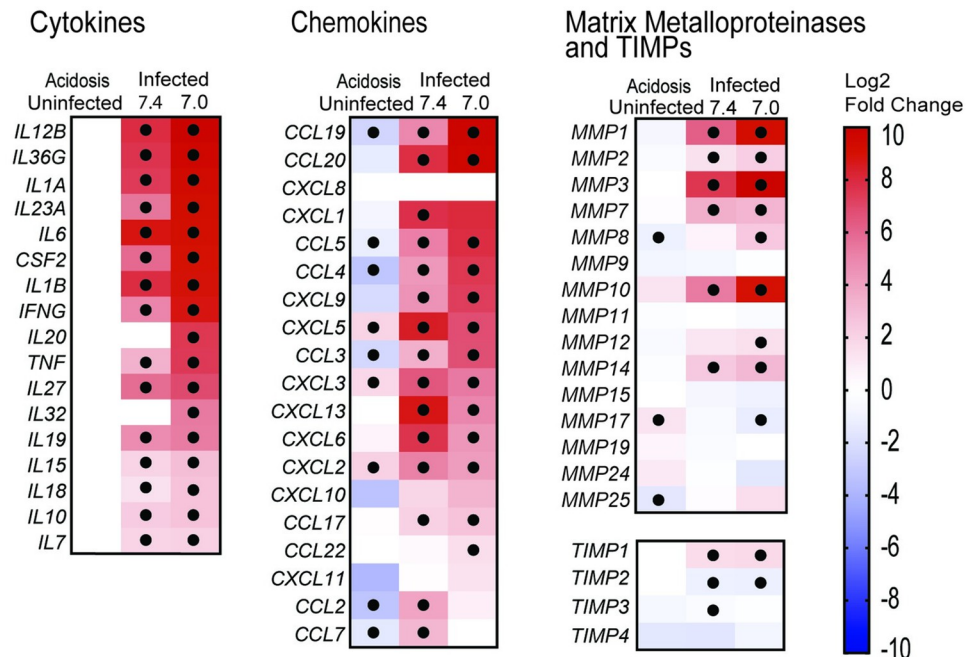 Cytokines
Acidosis Infected
Uninfected 7.4 7.0
IL12B
IL36G
IL1A
IL23A
IL6
CSF2
IL1B
IFNG
IL20
TNF
IL27
IL32
IL19
IL15
IL18
IL10
IL7
Chemokines
Acidosis Infected
Uninfected 7.4 7.0
CCL19
CCL20
CXCL8
CXCL1
CCL5
CCL4
CXCL9
CXCL5
CCL3
CXCL3
CXCL13
CXCL6
CXCL2
CXCL10
CCL17
CCL22
CXCL11
CCL2
CCL7
Matrix Metalloproteinases
and TIMPs
Acidosis Infected
Uninfected 7.4 7.0
MMP1
MMP2
MMP3
MMP7
MMP8
MMP9
MMP10
MMP11
MMP12
MMP14
MMP15
MMP17
MMP19
MMP24
MMP25
TIMP1
TIMP2
TIMP3
TIMP4
Log2
Fold Change
10
8
6
4
2
0
-2
-4
-6
-8
-10